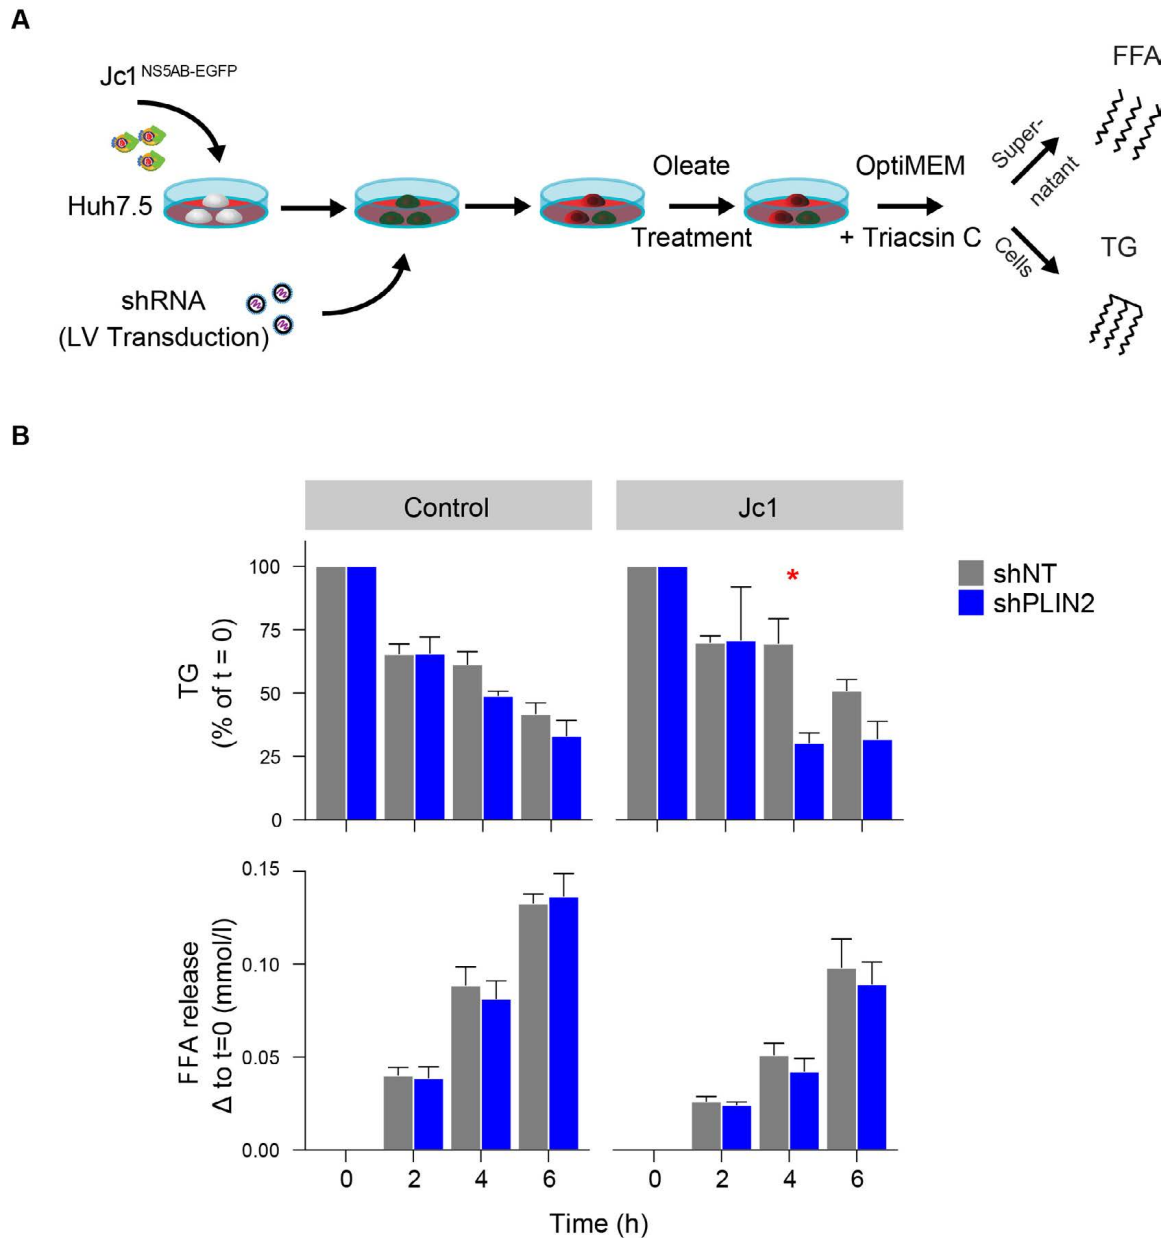 A
Jc1 NS5AB-EGFP
Huh7.5
shRNA
(LV Transduction)
Oleate
Treatment
OptiMEM
+ Triacsin C
Super-
natant
FFA
Cells
TG
B
Control
Jc1
shNT
shPLIN2
TG
(% of t = 0)
100
75
50
25
0
*
FFA release
Δ to t=0 (mmol/l)
0.15
0.10
0.05
0.00
0 2 4 6
0 2 4 6
Time (h)